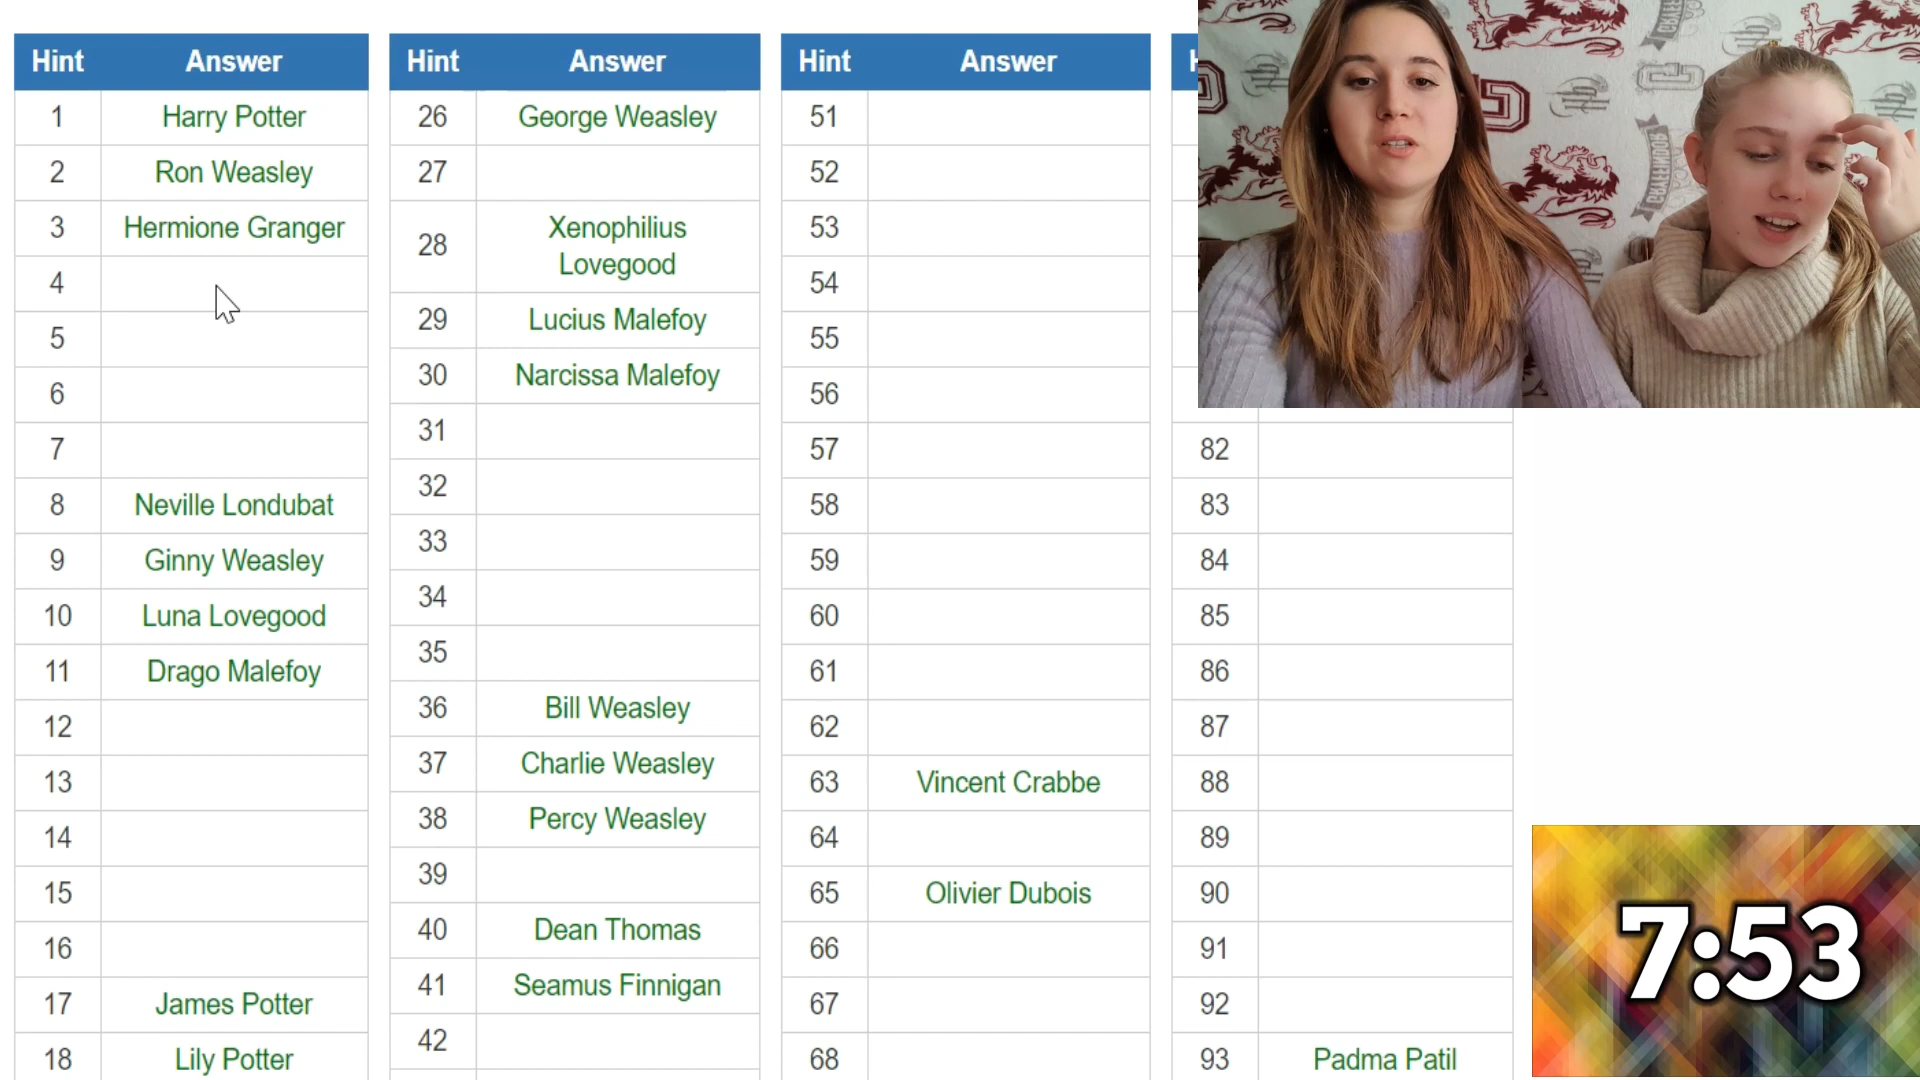 Hint Answer
1 Harry Potter
2 Ron Weasley
3 Hermione Granger
4
5
6
7
8 Neville Londubat
9 Ginny Weasley
10 Luna Lovegood
11 Drago Malefoy
12
13
14
15
16
17 James Potter
18 Lily Potter
Hint Answer
26 George Weasley
27
28 Xenophilius
Lovegood
29 Lucius Malefoy
30 Narcissa Malefoy
31
32
33
34
35
36 Bill Weasley
37 Charlie Weasley
38 Percy Weasley
39
40 Dean Thomas
41 Seamus Finnigan
42
Hint Answer
51
52
53
54
55
56
57
58
59
60
61
62
63 Vincent Crabbe
64
65 Olivier Dubois
66
67
68
82
83
84
85
86
87
88
89
90
91
92
93 Padma Patil
7:53